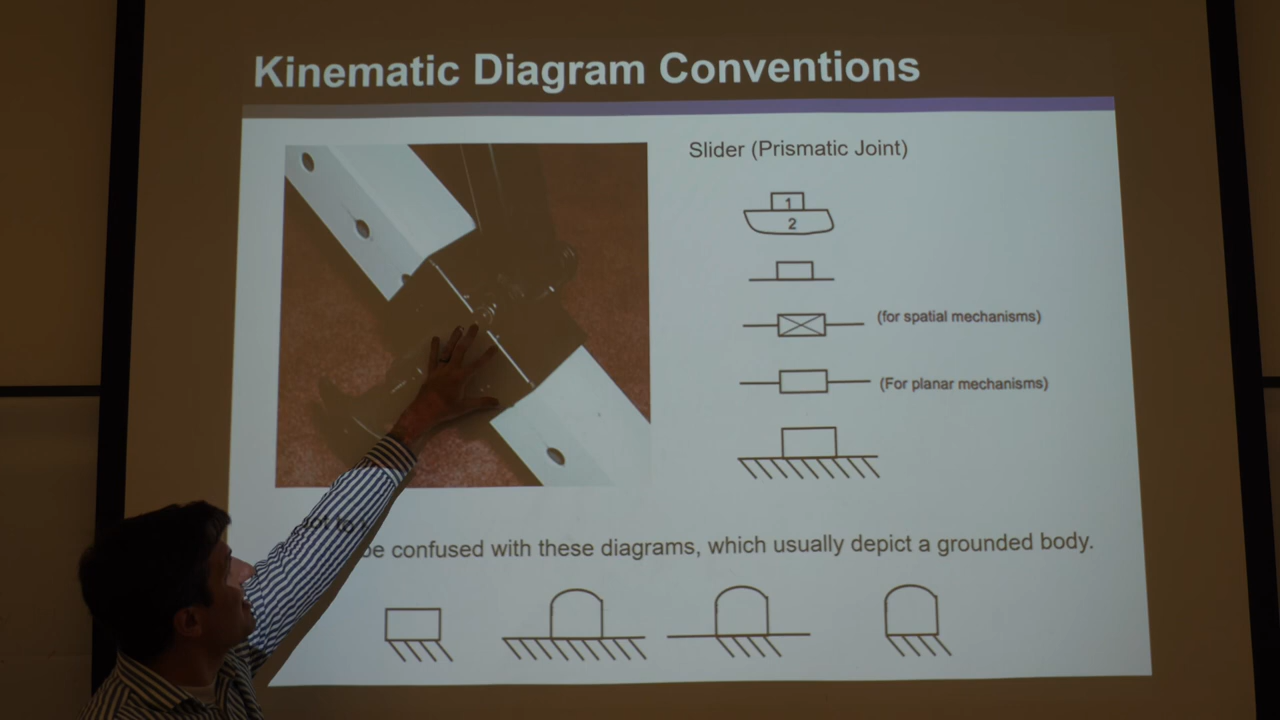 Kinematic Diagram Conventions
Slider (Prismatic Joint)
1
2
(for spatial mechanisms)
(For planar mechanisms)
be confused with these diagrams, which usually depict a grounded body.